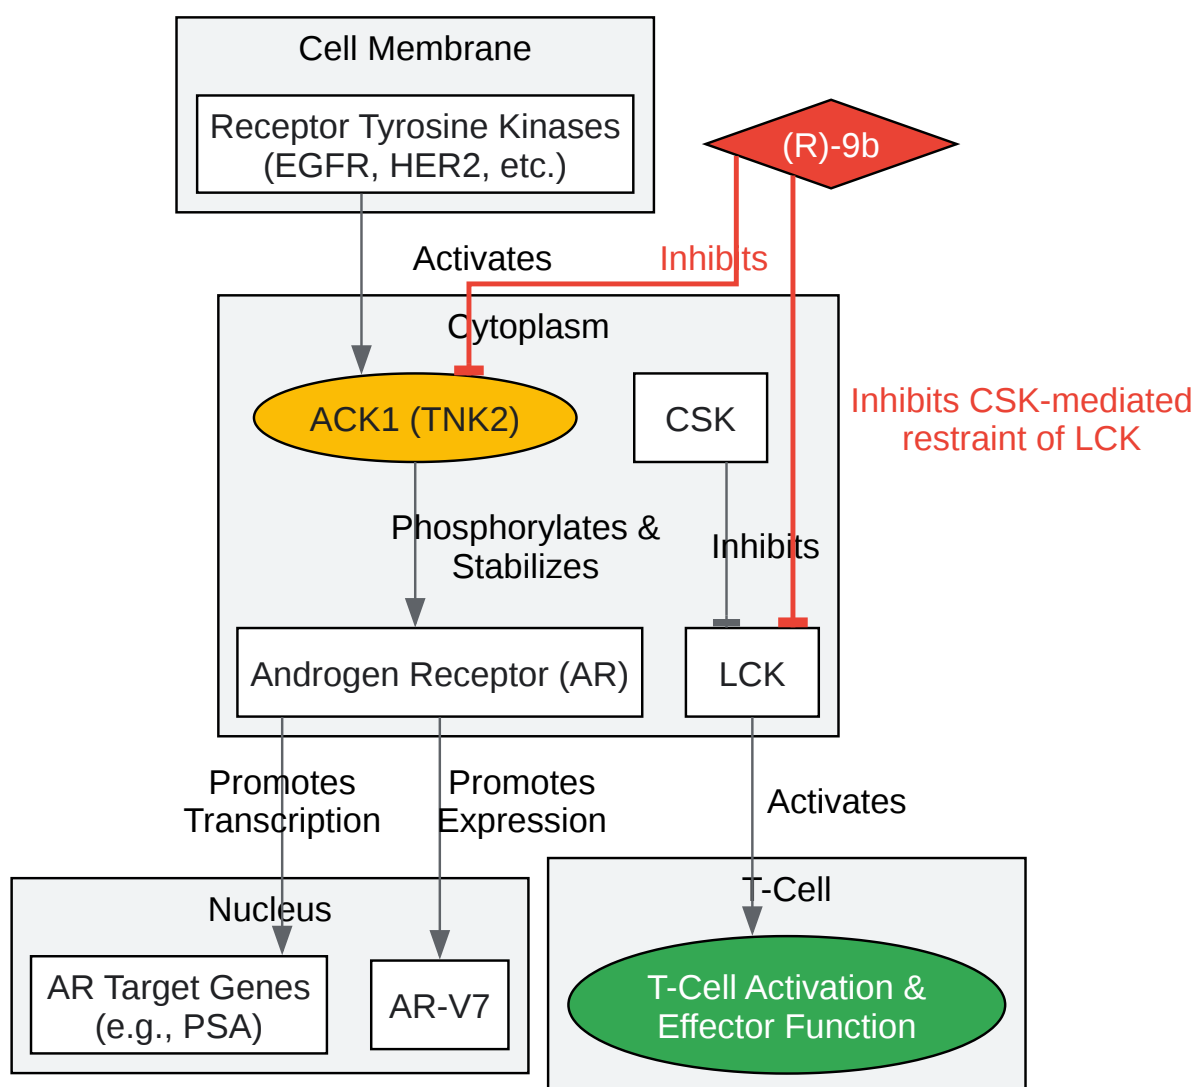 Cell Membrane
Receptor Tyrosine Kinases
(EGFR, HER2, etc.)
(R)-9b
Activates
Inhibits
Cytoplasm
ACK1 (TNK2)
CSK
Inhibits CSK-mediated
restraint of LCK
Phosphorylates &
Stabilizes
Inhibits
Androgen Receptor (AR)
LCK
Promotes
Transcription
Promotes
Expression
Activates
Nucleus
T-Cell
AR Target Genes
(e.g., PSA)
AR-V7
T-Cell Activation &
Effector Function